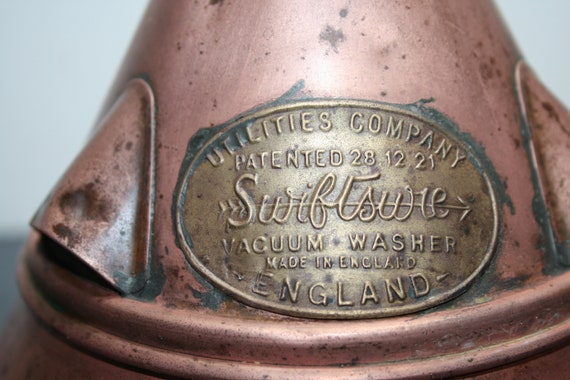 UTILITIES COMPANY
PATENTED 28.12 21
Swiftsure
VACUUM - WASHER
MADE IN ENGLAND
ENGLAND